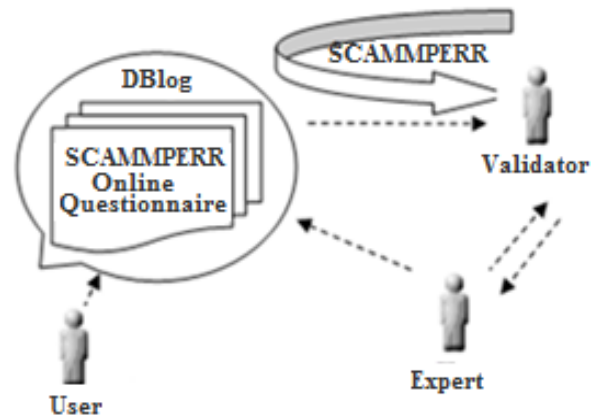 SCAMMPERR
DBlog
SCAMMPERR
Online
Questionnaire
Validator
Expert
User